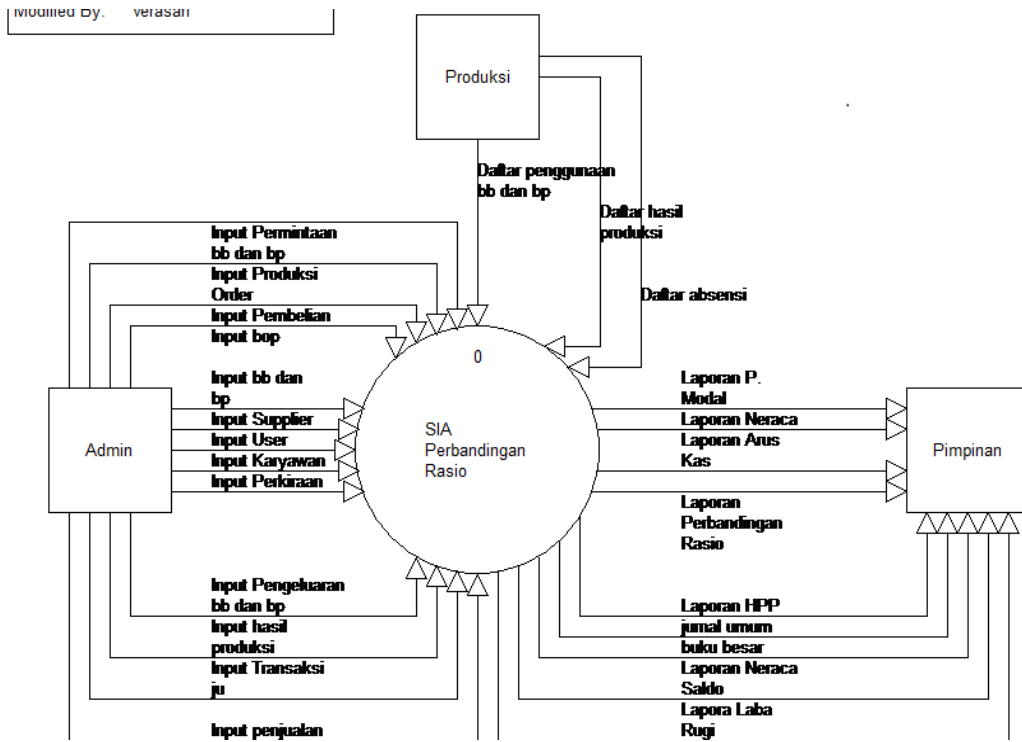 Modified By: verasan
Produksi
Daftar penggunaan
bb dan bp
Daftar hasil
produksi
Daftar absensi
Input Permintaan
bb dan bp
Input Produksi
Order
Input Pembelian
Input bop
0
Input bb dan
bp
Input Supplier
Input User
Input Karyawan
Input Perkiraan
Admin
SIA
Perbandingan
Rasio
Laporan P.
Modal
Laporan Neraca
Laporan Arus
Kas
Laporan
Perbandingan
Rasio
Pimpinan
Input Pengeluaran
bb dan bp
Input hasil
produksi
Input Transaksi
ju
Input penjualan
Laporan HPP
jurnal umum
buku besar
Laporan Neraca
Saldo
Lapora Laba
Rugi